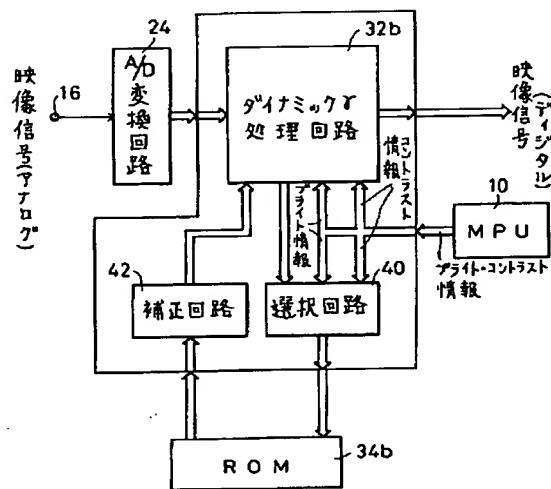 24
32b
A/D
変換回路
16
映像信号(アナログ)
ダイナミックγ
処理回路
映像信号
(ディジタル)
コントラスト
情報
ブライト情報
10
MPU
ブライト・コントラスト
情報
42
補正回路
40
選択回路
ROM
34b